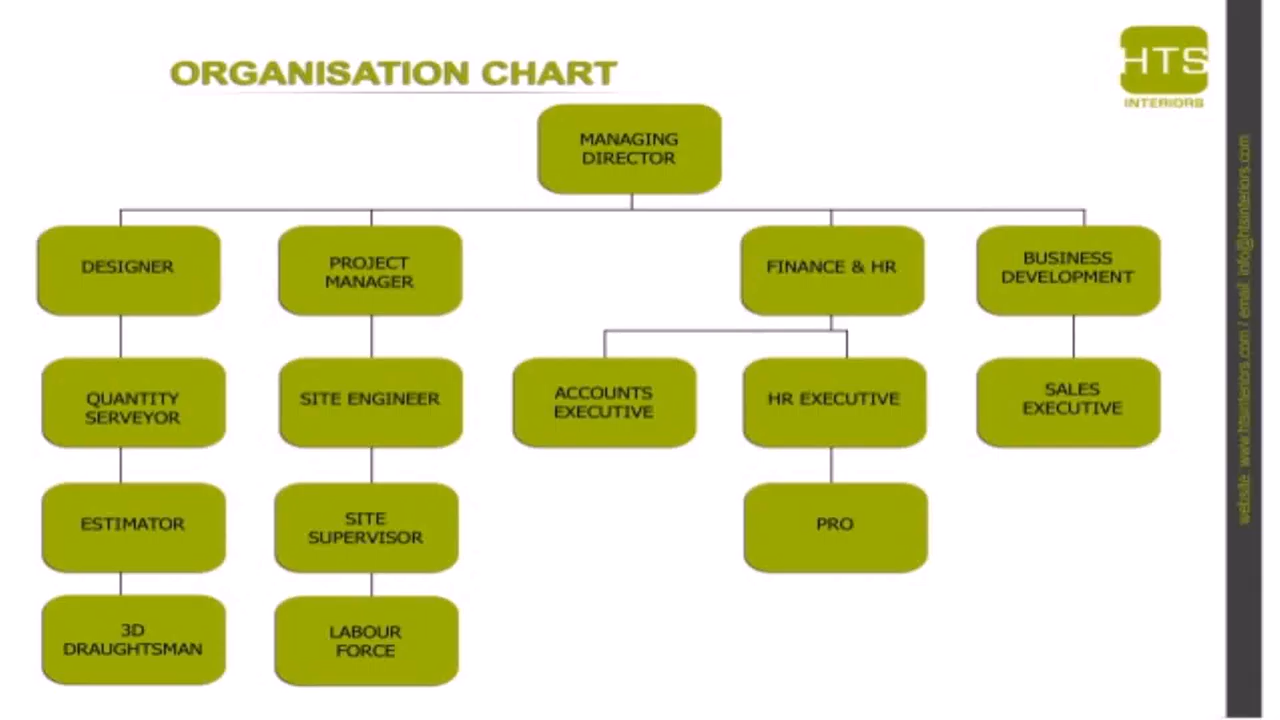 ORGANISATION CHART
HTS
INTERIORS
MANAGING
DIRECTOR
DESIGNER
PROJECT
MANAGER
FINANCE & HR
BUSINESS
DEVELOPMENT
QUANTITY
SERVEYOR
SITE ENGINEER
ACCOUNTS
EXECUTIVE
HR EXECUTIVE
SALES
EXECUTIVE
ESTIMATOR
SITE
SUPERVISOR
PRO
3D
DRAUGHTSMAN
LABOUR
FORCE
website www.htsinteriors.com / email info@htsinteriors.com